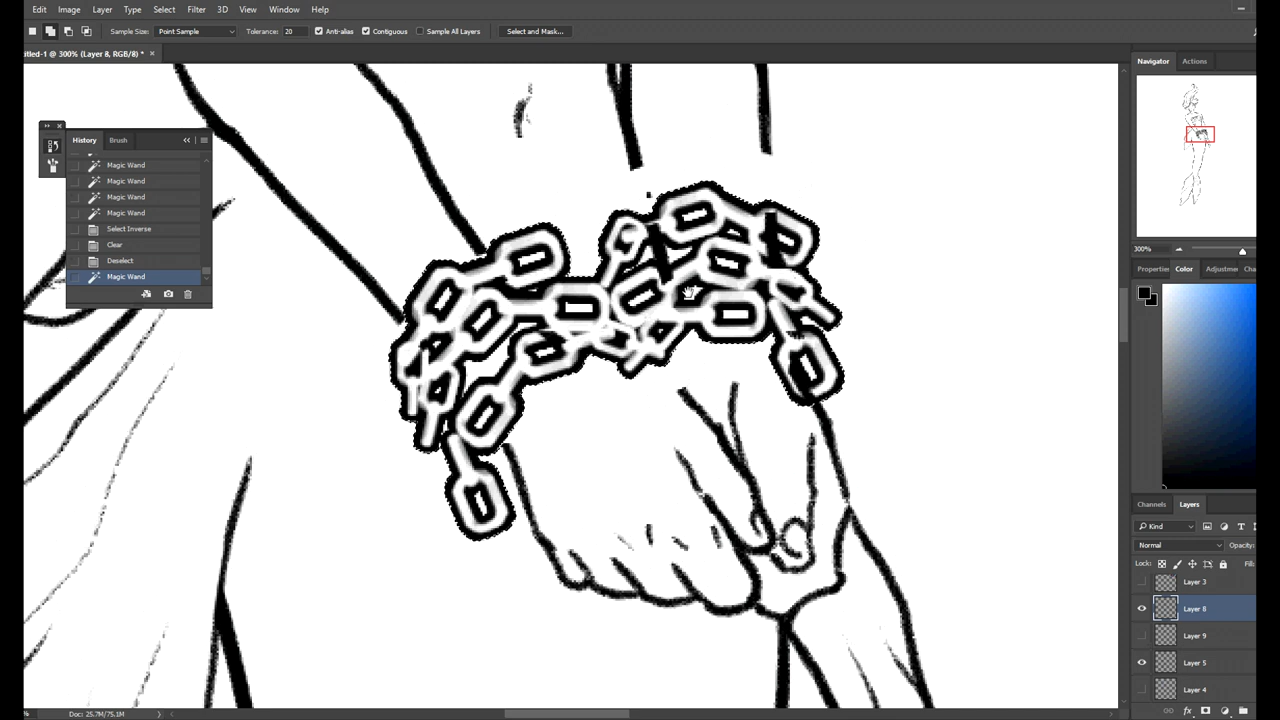 Edit Image Layer Type Select Filter 3D View Window Help
Sample Size: Point Sample Tolerance: 20 Anti-alias Contiguous Sample All Layers Select and Mask...
titled-1 @ 300% (Layer 8, RGB/8) *
Navigator Actions
History Brush
Magic Wand
Magic Wand
Magic Wand
Magic Wand
Select Inverse
Clear
Deselect
Magic Wand
300%
Properties Color Adjustme Cha
Channels Layers
Kind
Normal Opacity:
Lock: Fill:
Layer 3
Layer 8
Layer 9
Layer 5
Layer 4
% Doc: 25.7M/75.1M